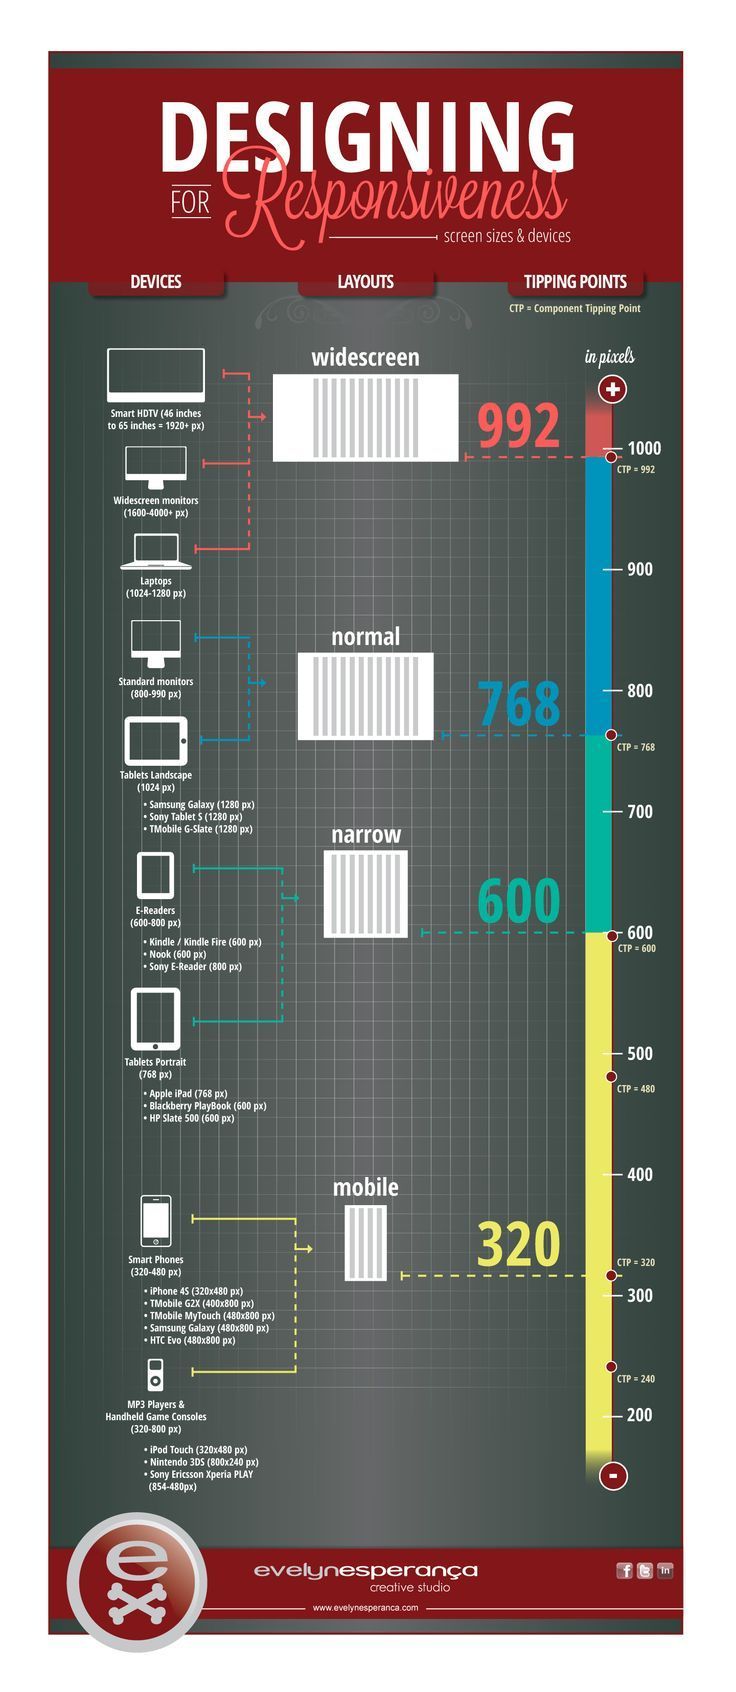 DESIGNING
FOR Responsiveness
screen sizes & devices
DEVICES
LAYOUTS
TIPPING POINTS
CTP = Component Tipping Point
Smart HDTV (46 inches
to 65 inches = 1920+ px)
Widescreen monitors
(1600-4000+ px)
Laptops
(1024-1280 px)
widescreen
992
in pixels
+
1000
CTP = 992
900
Standard monitors
(800-990 px)
Tablets Landscape
(1024 px)
• Samsung Galaxy (1280 px)
• Sony Tablet S (1280 px)
• TMobile G-Slate (1280 px)
normal
768
800
CTP = 768
700
E-Readers
(600-800 px)
• Kindle / Kindle Fire (600 px)
• Nook (600 px)
• Sony E-Reader (800 px)
Tablets Portrait
(768 px)
• Apple iPad (768 px)
• Blackberry PlayBook (600 px)
• HP Slate 500 (600 px)
narrow
600
600
CTP = 600
500
CTP = 480
400
Smart Phones
(320-480 px)
• iPhone 4S (320x480 px)
• TMobile G2X (400x800 px)
• TMobile MyTouch (480x800 px)
• Samsung Galaxy (480x800 px)
• HTC Evo (480x800 px)
MP3 Players &
Handheld Game Consoles
(320-800 px)
• iPod Touch (320x480 px)
• Nintendo 3DS (800x240 px)
• Sony Ericsson Xperia PLAY
(854-480px)
mobile
320
CTP = 320
300
CTP = 240
200
-
e
evelynesperança
creative studio
www.evelynesperanca.com
f
t
in